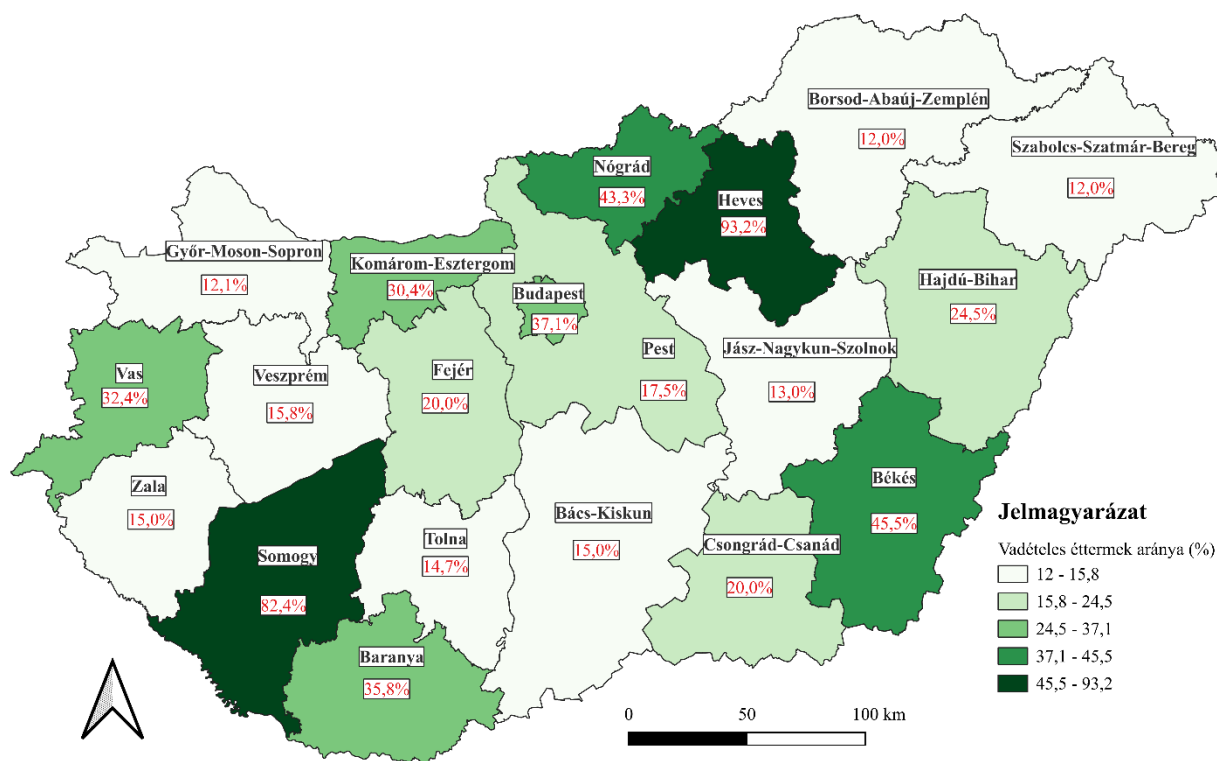 Borsod-Abaúj-Zemplén
12,0%
Szabolcs-Szatmár-Bereg
12,0%
Nógrád
43,3%
Heves
93,2%
Győr-Moson-Sopron
12,1%
Komárom-Esztergom
30,4%
Budapest
37,1%
Hajdú-Bihar
24,5%
Pest
17,5%
Jász-Nagykun-Szolnok
13,0%
Vas
32,4%
Veszprém
15,8%
Fejér
20,0%
Zala
15,0%
Somogy
82,4%
Tolna
14,7%
Bács-Kiskun
15,0%
Csongrád-Csanád
20,0%
Békés
45,5%
Baranya
35,8%
Jelmagyarázat
Vadételes éttermek aránya (%)
12 - 15,8
15,8 - 24,5
24,5 - 37,1
37,1 - 45,5
45,5 - 93,2
0 50 100 km